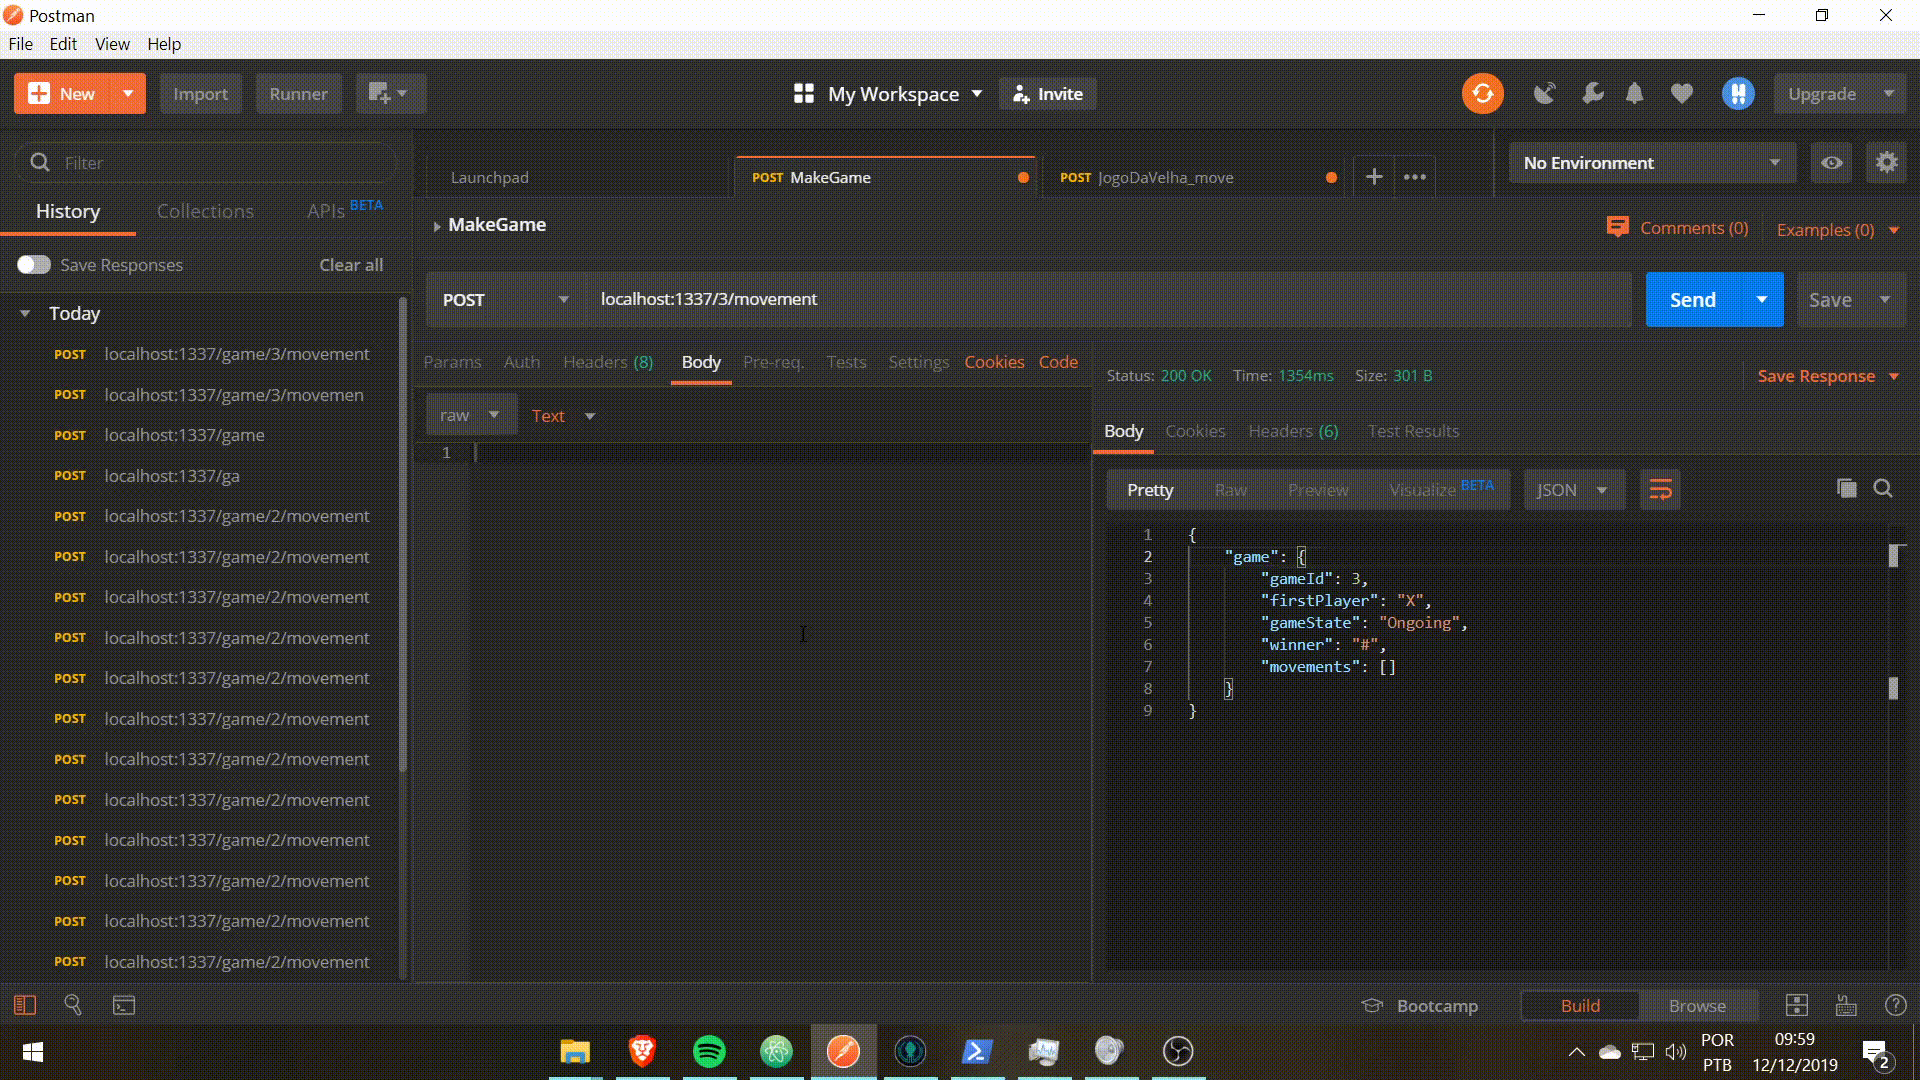 Postman
File Edit View Help
New Import Runner My Workspace Invite Upgrade
Filter
Launchpad POST MakeGame POST JogoDaVelha_move ••• No Environment
History Collections APIs BETA
MakeGame Comments (0) Examples (0)
Save Responses Clear all
POST localhost:1337/3/movement Send Save
Today
POST localhost:1337/game/3/movement
POST localhost:1337/game/3/movemen
POST localhost:1337/game
POST localhost:1337/ga
POST localhost:1337/game/2/movement
POST localhost:1337/game/2/movement
POST localhost:1337/game/2/movement
POST localhost:1337/game/2/movement
POST localhost:1337/game/2/movement
POST localhost:1337/game/2/movement
POST localhost:1337/game/2/movement
POST localhost:1337/game/2/movement
POST localhost:1337/game/2/movement
POST localhost:1337/game/2/movement
POST localhost:1337/game/2/movement
POST localhost:1337/game/2/movement
Params Auth Headers (8) Body Pre-req. Tests Settings Cookies Code
raw Text
1
Status: 200 OK Time: 1354ms Size: 301 B Save Response
Body Cookies Headers (6) Test Results
Pretty Raw Preview Visualize BETA JSON
1 {
2 "game": {
3 "gameId": 3,
4 "firstPlayer": "X",
5 "gameState": "Ongoing",
6 "winner": "#",
7 "movements": []
8 }
9 }
Bootcamp Build Browse
POR
PTB
09:59
12/12/2019
2